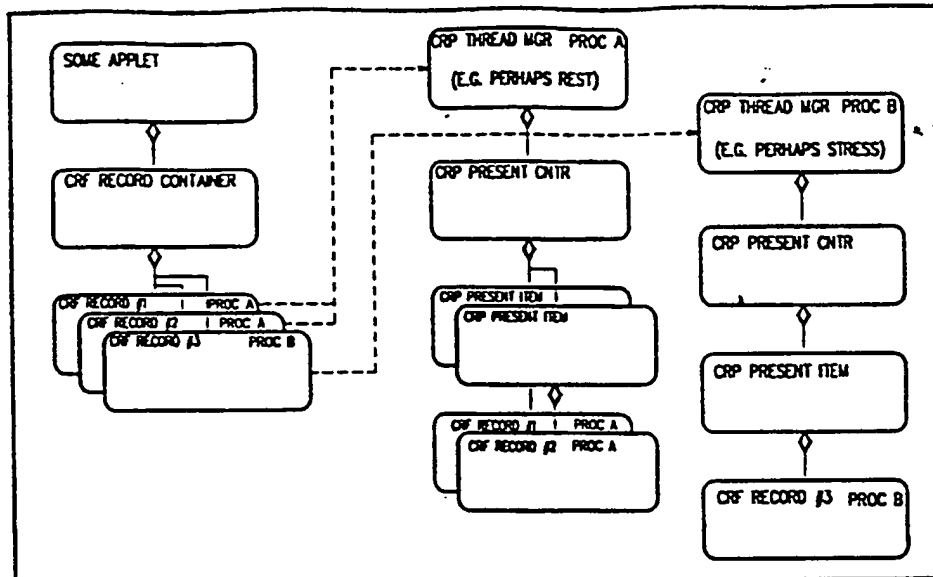 SOME APPLET
CRF RECORD CONTAINER
CRF RECORD #1 PROC A
CRF RECORD #2 PROC A
CRF RECORD #3 PROC B
CRP THREAD MGR PROC A
(E.G. PERHAPS REST)
CRP PRESENT CNTR
CRP PRESENT ITEM
CRP PRESENT ITEM
CRF RECORD #1 PROC A
CRF RECORD #2 PROC A
CRP THREAD MGR PROC B
(E.G. PERHAPS STRESS)
CRP PRESENT CNTR
CRP PRESENT ITEM
CRF RECORD #3 PROC B